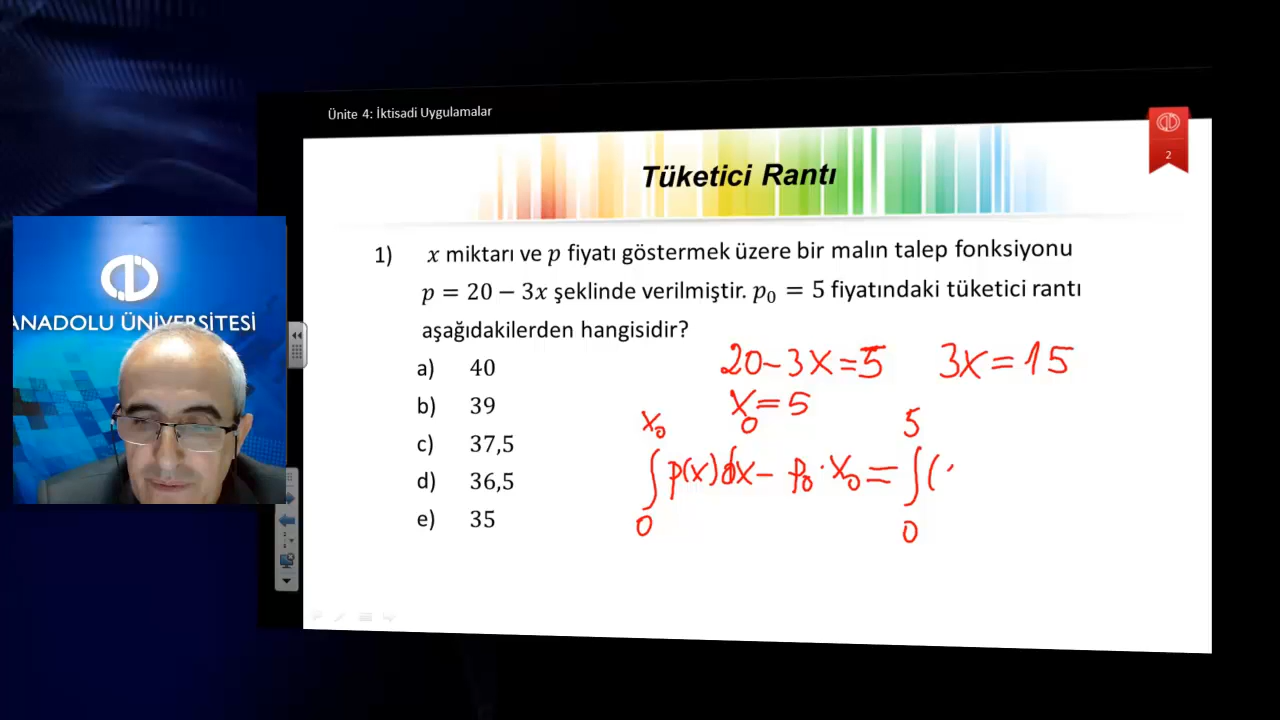 Ünite 4: İktisadi Uygulamalar
2
Tüketici Rantı
ANADOLU ÜNİVERSİTESİ
1) x miktarı ve p fiyatı göstermek üzere bir malın talep fonksiyonu
p = 20 − 3x şeklinde verilmiştir. p₀ = 5 fiyatındaki tüketici rantı
aşağıdakilerden hangisidir?
a) 40
b) 39
c) 37,5
d) 36,5
e) 35
20-3x=5 3x=15
x₀=5
x₀ 5
∫p(x)dx- p₀·x₀=∫(
0 0